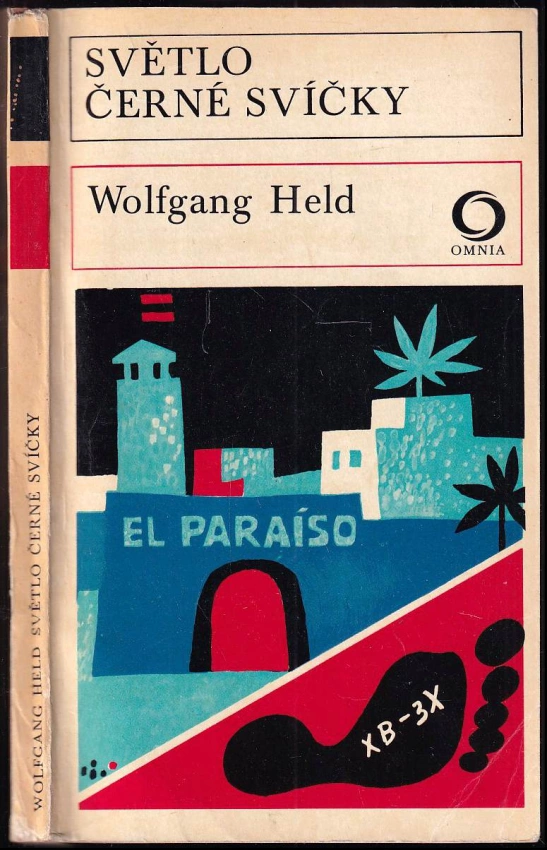 SVĚTLO
ČERNÉ SVÍČKY
Wolfgang Held
OMNIA
EL PARAÍSO
XB-3X
WOLFGANG HELD SVĚTLO ČERNÉ SVÍČKY